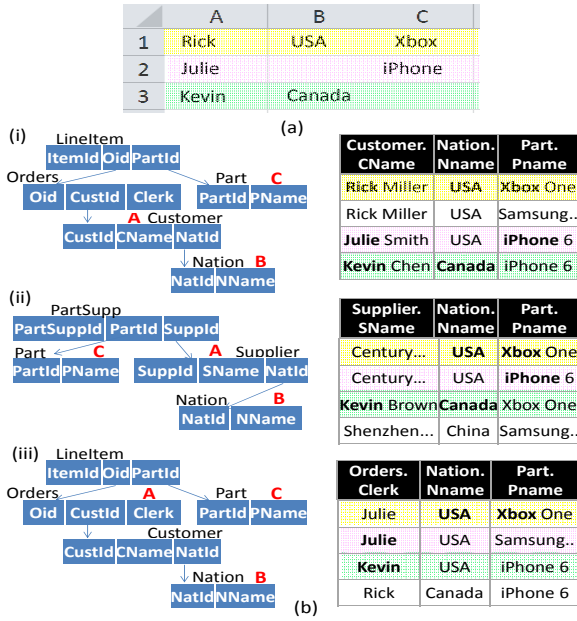 A B C
1 Rick USA Xbox
2 Julie iPhone
3 Kevin Canada
(a)
(i)
LineItem
ItemId Oid PartId
Orders
Oid CustId Clerk
Part C
PartId PName
A Customer
CustId CName NatId
Nation B
NatId NName
Customer. CName Nation. Nname Part. Pname
Rick Miller USA Xbox One
Rick Miller USA Samsung..
Julie Smith USA iPhone 6
Kevin Chen Canada iPhone 6
(ii)
PartSupp
PartSuppId PartId SuppId
Part C
PartId PName
A Supplier
SuppId SName NatId
Nation B
NatId NName
Supplier. SName Nation. Nname Part. Pname
Century... USA Xbox One
Century... USA iPhone 6
Kevin Brown Canada Xbox One
Shenzhen... China Samsung..
(iii)
LineItem
ItemId Oid PartId
Orders A
Oid CustId Clerk
Part C
PartId PName
Customer
CustId CName NatId
Nation B
NatId NName
Orders. Clerk Nation. Nname Part. Pname
Julie USA Xbox One
Julie USA Samsung..
Kevin USA iPhone 6
Rick Canada iPhone 6
(b)